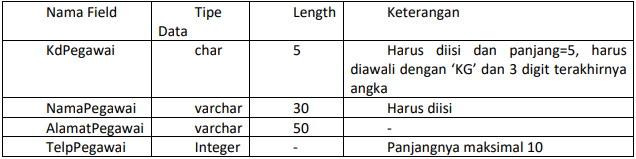 Nama Field Tipe Data Length Keterangan
KdPegawai char 5 Harus diisi dan panjang=5, harus
diawali dengan ‘KG’ dan 3 digit terakhirnya
angka
NamaPegawai varchar 30 Harus diisi
AlamatPegawai varchar 50 -
TelpPegawai Integer - Panjangnya maksimal 10